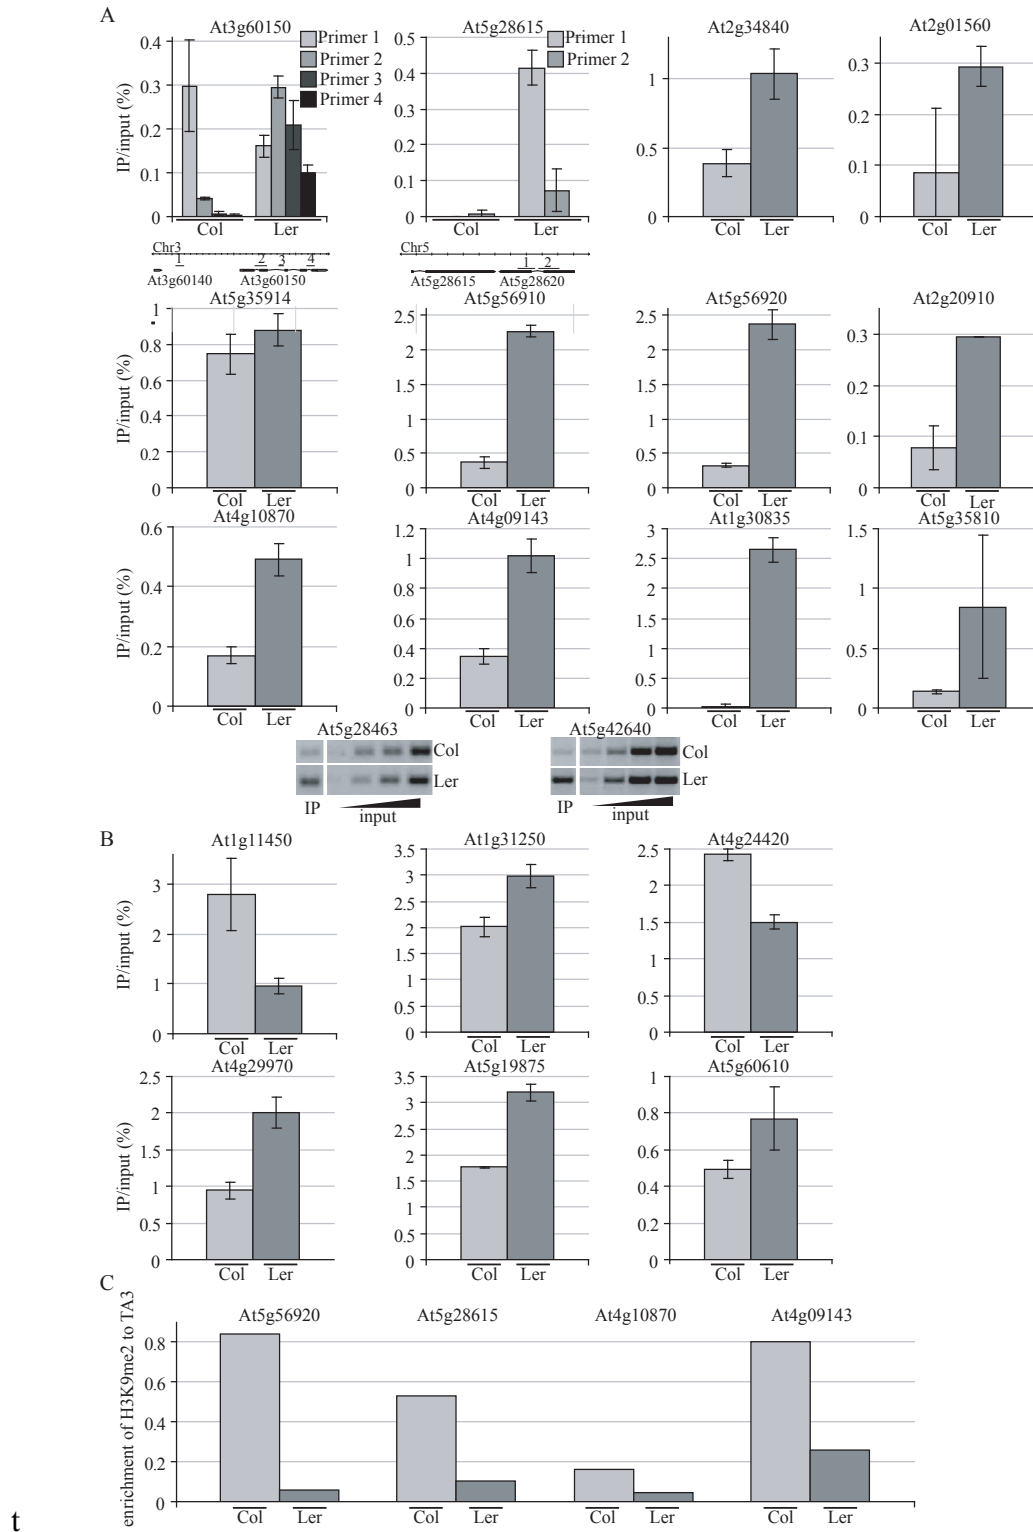 A
At3g60150 At5g28615 At2g34840 At2g01560
IP/input (%)
0.4
0.3
0.2
0.1
0
Primer 1
Primer 2
Primer 3
Primer 4
Col Ler
0.5
0.4
0.3
0.2
0.1
0
Primer 1
Primer 2
Col Ler
1
0.5
0
Col Ler
0.3
0.2
0.1
0
Col Ler
Chr3
1 2 3 4
At3g60140 At3g60150
Chr5
1 2
At5g28615 At5g28620
At5g35914 At5g56910 At5g56920 At2g20910
IP/input (%)
1
0.8
0.6
0.4
0.2
0
Col Ler
2.5
2
1.5
1
0.5
0
Col Ler
2.5
2
1.5
1
0.5
0
Col Ler
0.3
0.2
0.1
0
Col Ler
At4g10870 At4g09143 At1g30835 At5g35810
IP/input (%)
0.6
0.4
0.2
0
Col Ler
1.2
1
0.8
0.6
0.4
0.2
0
Col Ler
3
2.5
2
1.5
1
0.5
0
Col Ler
1.5
1
0.5
0
Col Ler
At5g28463
Col
Ler
IP input
At5g42640
Col
Ler
IP input
B
At1g11450 At1g31250 At4g24420
IP/input (%)
3
2
1
0
Col Ler
3.5
3
2.5
2
1.5
1
0.5
0
Col Ler
2.5
2
1.5
1
0.5
0
Col Ler
At4g29970 At5g19875 At5g60610
IP/input (%)
2.5
2
1.5
1
0.5
0
Col Ler
3.5
3
2.5
2
1.5
1
0.5
0
Col Ler
1
0.8
0.6
0.4
0.2
0
Col Ler
C
At5g56920 At5g28615 At4g10870 At4g09143
enrichment of H3K9me2 to TA3
0.8
0.6
0.4
0.2
0
Col Ler Col Ler Col Ler Col Ler
t